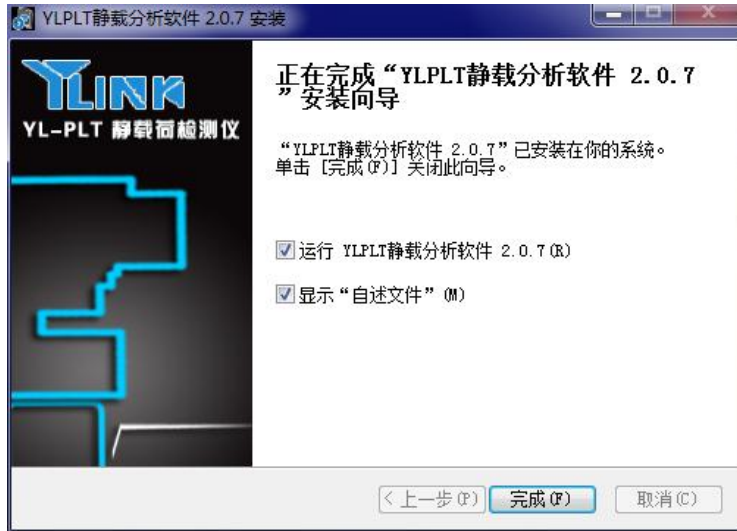 YLPLT静载分析软件 2.0.7 安装
YLINK
YL-PLT 静载荷检测仪
正在完成“YLPLT静载分析软件 2.0.7
”安装向导
“YLPLT静载分析软件 2.0.7”已安装在你的系统。
单击 [完成(F)] 关闭此向导。
运行 YLPLT静载分析软件 2.0.7(R)
显示“自述文件”(M)
<上一步(P)
完成(F)
取消(C)